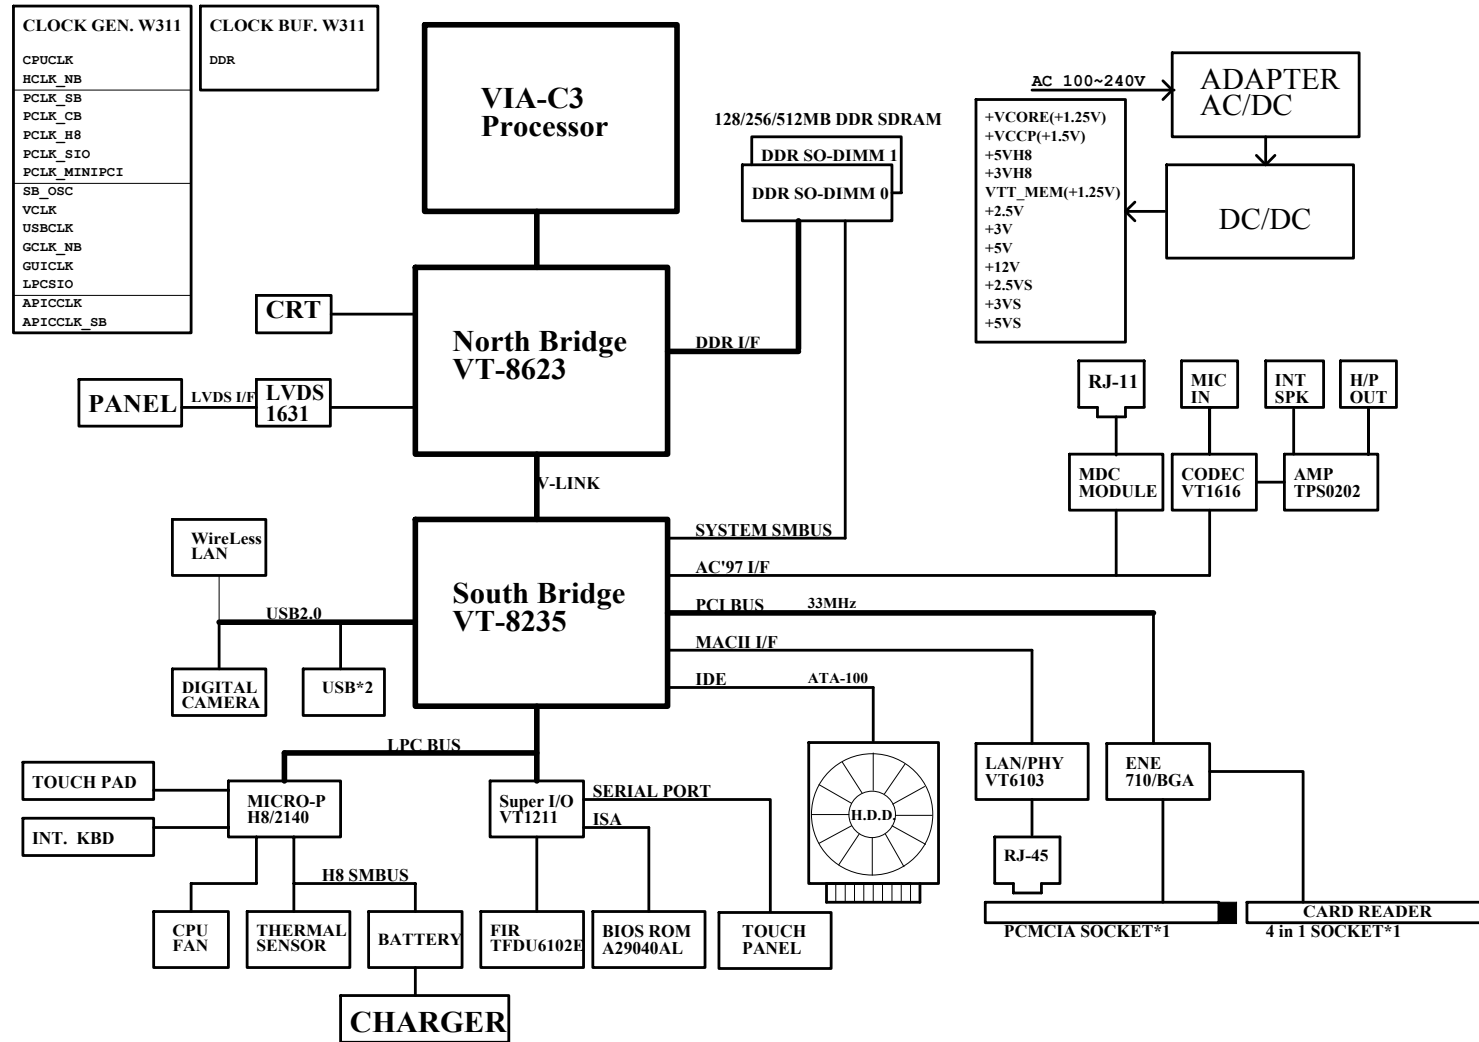 CLOCK GEN. W311
CPUCLK
HCLK_NB
PCLK_SB
PCLK_CB
PCLK_H8
PCLK_SIO
PCLK_MINIPCI
SB_OSC
VCLK
USBCLK
GCLK_NB
GUICLK
LPCSIO
APICCLK
APICCLK_SB
CLOCK BUF. W311
DDR
VIA-C3
Processor
128/256/512MB DDR SDRAM
DDR SO-DIMM 1
DDR SO-DIMM 0
AC 100~240V
ADAPTER
AC/DC
DC/DC
+VCORE(+1.25V)
+VCCP(+1.5V)
+5VH8
+3VH8
VTT_MEM(+1.25V)
+2.5V
+3V
+5V
+12V
+2.5VS
+3VS
+5VS
CRT
North Bridge
VT-8623
DDR I/F
PANEL
LVDS I/F
LVDS
1631
RJ-11
MIC
IN
INT
SPK
H/P
OUT
MDC
MODULE
CODEC
VT1616
AMP
TPS0202
V-LINK
WireLess
LAN
USB2.0
DIGITAL
CAMERA
USB*2
South Bridge
VT-8235
SYSTEM SMBUS
AC'97 I/F
PCI BUS
33MHz
MACII I/F
IDE
ATA-100
LPC BUS
TOUCH PAD
INT. KBD
MICRO-P
H8/2140
Super I/O
VT1211
SERIAL PORT
ISA
H.D.D.
LAN/PHY
VT6103
ENE
710/BGA
RJ-45
H8 SMBUS
CPU
FAN
THERMAL
SENSOR
BATTERY
FIR
TFDU6102E
BIOS ROM
A29040AL
TOUCH
PANEL
PCMCIA SOCKET*1
CARD READER
4 in 1 SOCKET*1
CHARGER